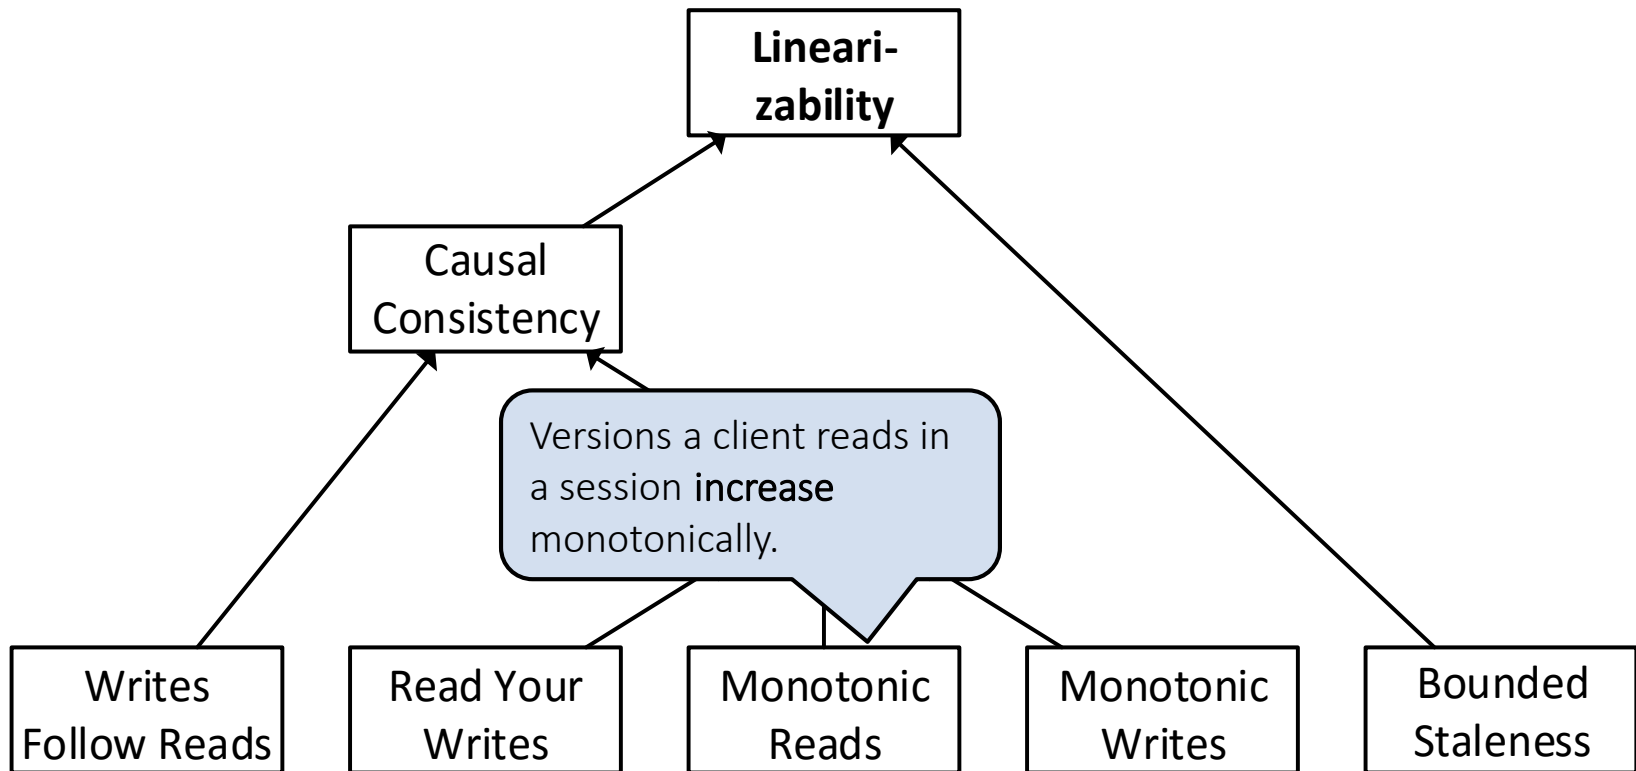 Lineari-
zability
Causal
Consistency
Versions a client reads in
a session increase
monotonically.
Writes
Follow Reads
Read Your
Writes
Monotonic
Reads
Monotonic
Writes
Bounded
Staleness